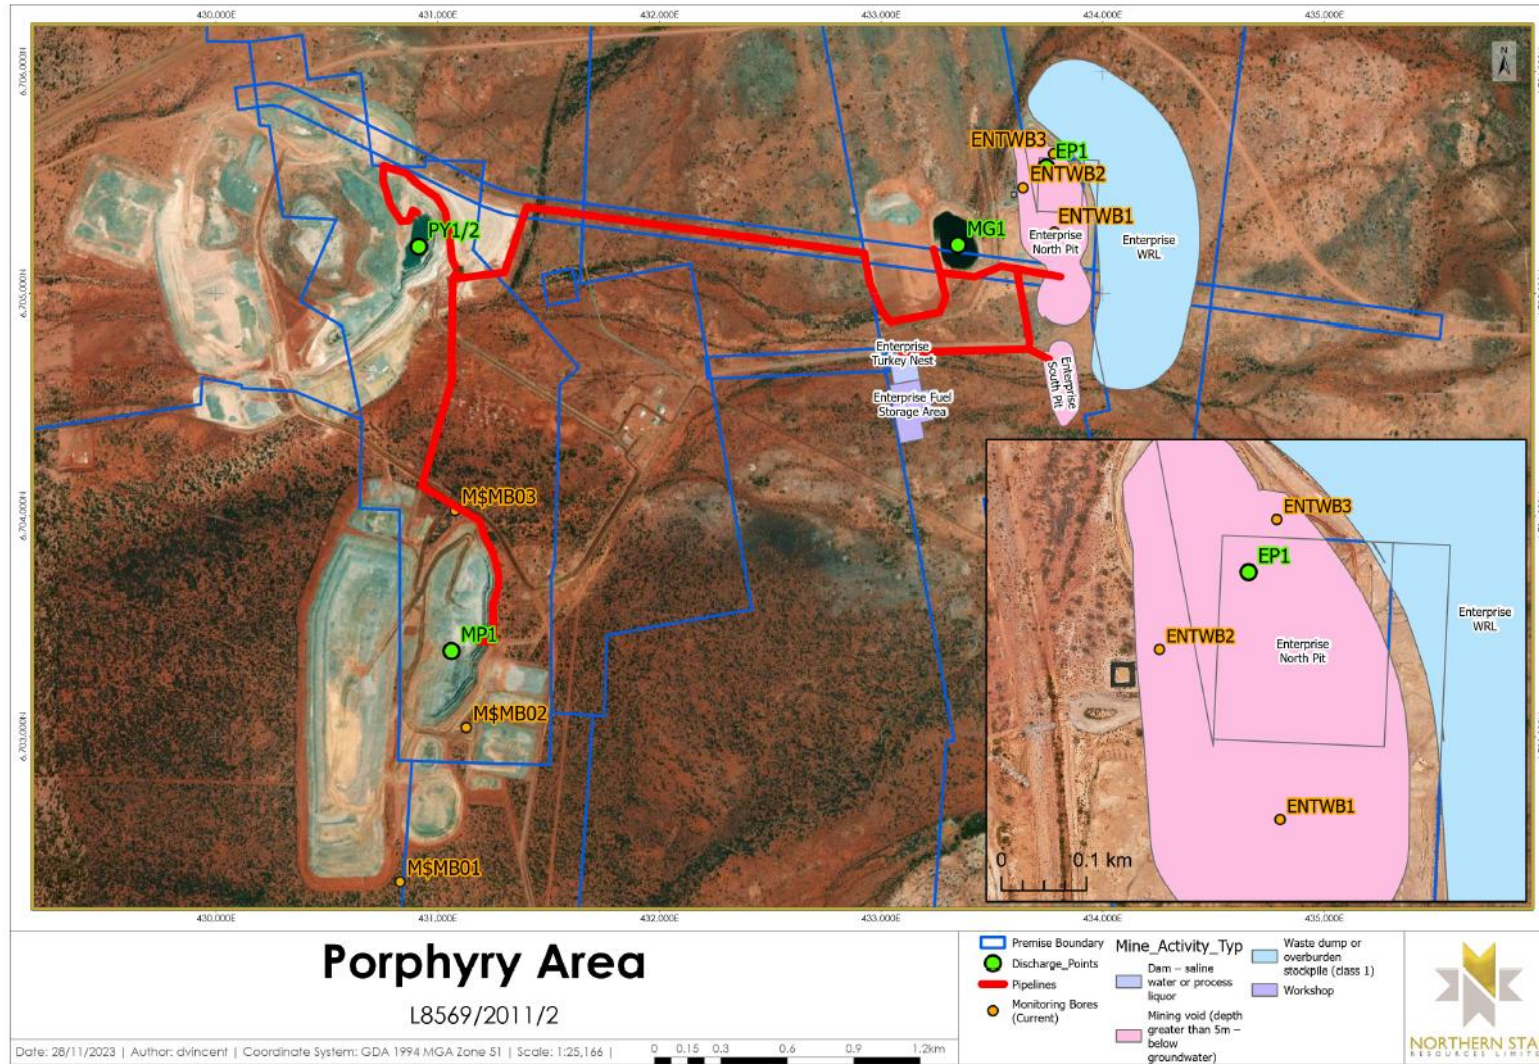 430.000E 431.000E 432.000E 433.000E 434.000E 435.000E
6.706.000N
6.705.000N
6.704.000N
6.703.000N
N
ENTWB3
EP1
ENTWB2
ENTWB1
Enterprise
North Pit
Enterprise
WRL
PY1/2
MG1
Enterprise
Turkey Nest
Enterprise
South Pit
Enterprise Fuel
Storage Area
M$MB03
MP1
M$MB02
M$MB01
ENTWB3
EP1
Enterprise
WRL
ENTWB2
Enterprise
North Pit
ENTWB1
0 0.1 km
430.000E 431.000E 432.000E 433.000E 434.000E 435.000E
Porphyry Area
L8569/2011/2
Date: 28/11/2023 | Author: dvincent | Coordinate System: GDA 1994 MGA Zone 51 | Scale: 1:25,166 |
0 0.15 0.3 0.6 0.9 1.2km
Premise Boundary
Discharge_Points
Pipelines
Monitoring Bores
(Current)
Mine_Activity_Typ
Dam – saline
water or process
liquor
Mining void (depth
greater than 5m –
below
groundwater)
Waste dump or
overburden
stockpile (class 1)
Workshop
NORTHERN STA
RESOURCES LIMIT